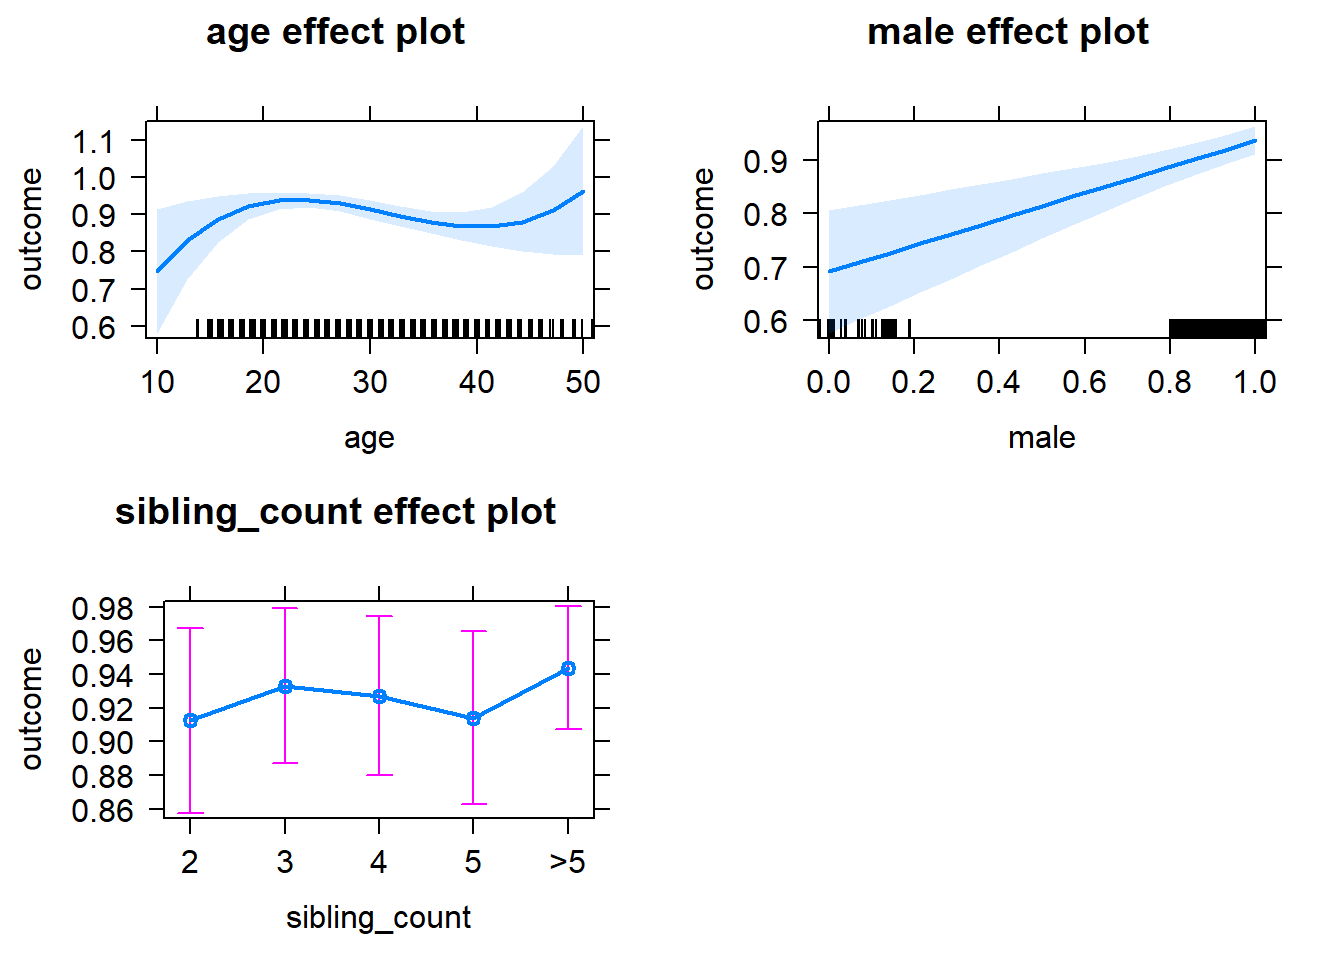 age effect plot
outcome
1.1
1.0
0.9
0.8
0.7
0.6
10 20 30 40 50
age
male effect plot
outcome
0.9
0.8
0.7
0.6
0.0 0.2 0.4 0.6 0.8 1.0
male
sibling_count effect plot
outcome
0.98
0.96
0.94
0.92
0.90
0.88
0.86
2 3 4 5 >5
sibling_count